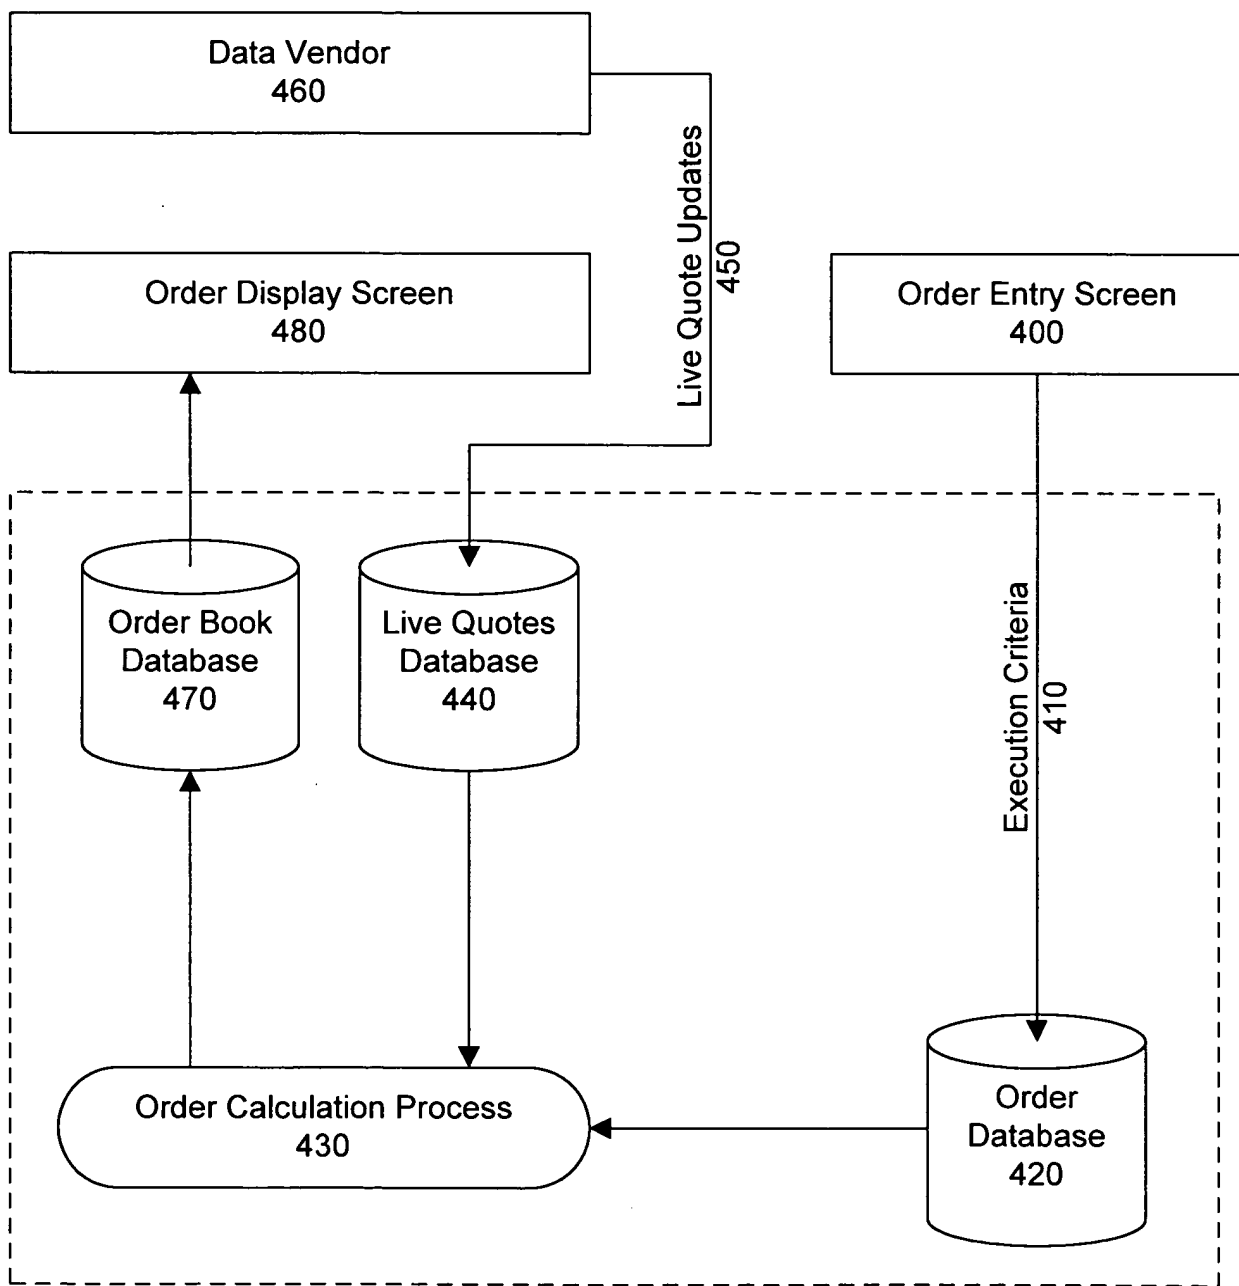 Data Vendor
460
Live Quote Updates
450
Order Display Screen
480
Order Entry Screen
400
Order Book
Database
470
Live Quotes
Database
440
Execution Criteria
410
Order Calculation Process
430
Order
Database
420